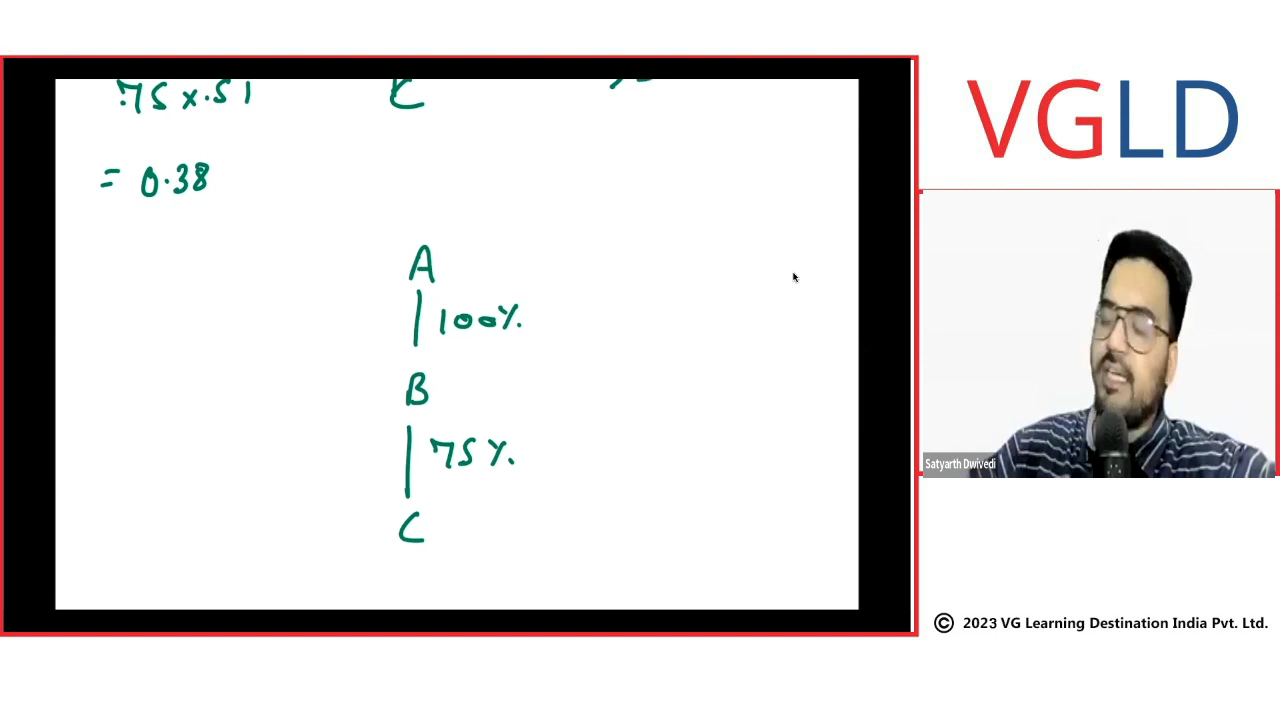 .75 x .51
C
= 0.38
A
100%.
B
75%.
C
VGLD
Satyarth Dwivedi
© 2023 VG Learning Destination India Pvt. Ltd.